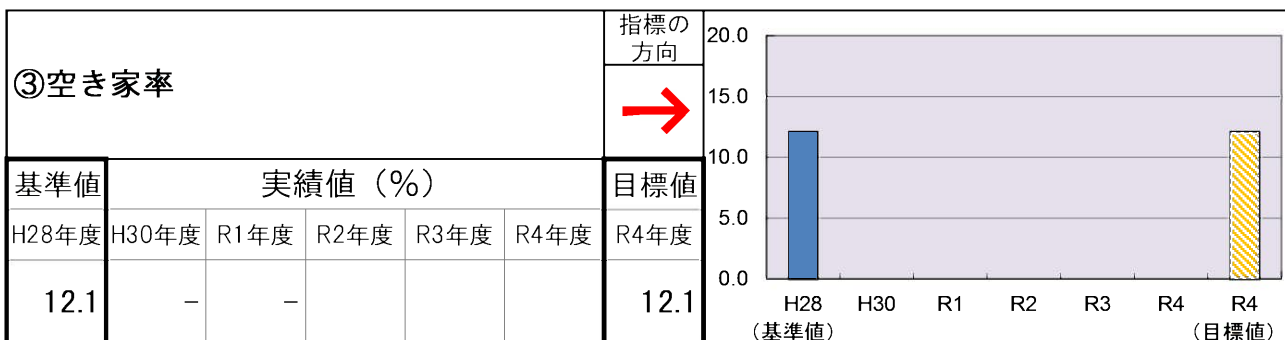 ③空き家率
指標の
方向
基準値 実績値（%） 目標値
H28年度 H30年度 R1年度 R2年度 R3年度 R4年度 R4年度
12.1 － － 12.1
20.0
15.0
10.0
5.0
0.0
H28 H30 R1 R2 R3 R4 R4
（基準値） （目標値）